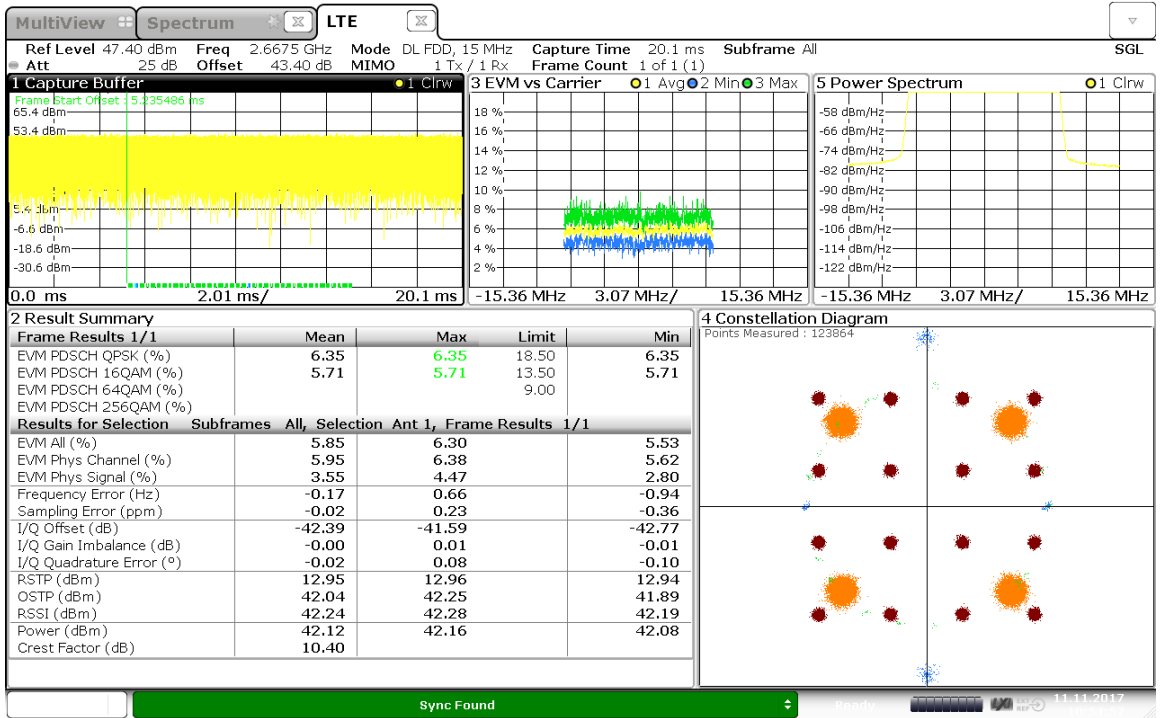 MultiView Spectrum X LTE X
Ref Level 47.40 dBm Freq 2.6675 GHz Mode DL FDD, 15 MHz Capture Time 20.1 ms Subframe All SGL
Att 25 dB Offset 43.40 dB MIMO 1 Tx / 1 Rx Frame Count 1 of 1 (1)
1 Capture Buffer 1 Clrw
Frame Start Offset : 5.235486 ms
65.4 dBm
53.4 dBm
5.4 dBm
-6.6 dBm
-18.6 dBm
-30.6 dBm
0.0 ms 2.01 ms/ 20.1 ms
3 EVM vs Carrier 1 Avg 2 Min 3 Max
18 %
16 %
14 %
12 %
10 %
8 %
6 %
4 %
2 %
-15.36 MHz 3.07 MHz/ 15.36 MHz
5 Power Spectrum 1 Clrw
-58 dBm/Hz
-66 dBm/Hz
-74 dBm/Hz
-82 dBm/Hz
-90 dBm/Hz
-98 dBm/Hz
-106 dBm/Hz
-114 dBm/Hz
-122 dBm/Hz
-15.36 MHz 3.07 MHz/ 15.36 MHz
2 Result Summary
Frame Results 1/1 Mean Max Limit Min
EVM PDSCH QPSK (%) 6.35 6.35 18.50 6.35
EVM PDSCH 16QAM (%) 5.71 5.71 13.50 5.71
EVM PDSCH 64QAM (%) 9.00
EVM PDSCH 256QAM (%)
Results for Selection Subframes All, Selection Ant 1, Frame Results 1/1
EVM All (%) 5.85 6.30 5.53
EVM Phys Channel (%) 5.95 6.38 5.62
EVM Phys Signal (%) 3.55 4.47 2.80
Frequency Error (Hz) -0.17 0.66 -0.94
Sampling Error (ppm) -0.02 0.23 -0.36
I/Q Offset (dB) -42.39 -41.59 -42.77
I/Q Gain Imbalance (dB) -0.00 0.01 -0.01
I/Q Quadrature Error (°) -0.02 0.08 -0.10
RSTP (dBm) 12.95 12.96 12.94
OSTP (dBm) 42.04 42.25 41.89
RSSI (dBm) 42.24 42.28 42.19
Power (dBm) 42.12 42.16 42.08
Crest Factor (dB) 10.40
4 Constellation Diagram
Points Measured : 123864
Sync Found Ready LXI EXT REF 11.11.2017